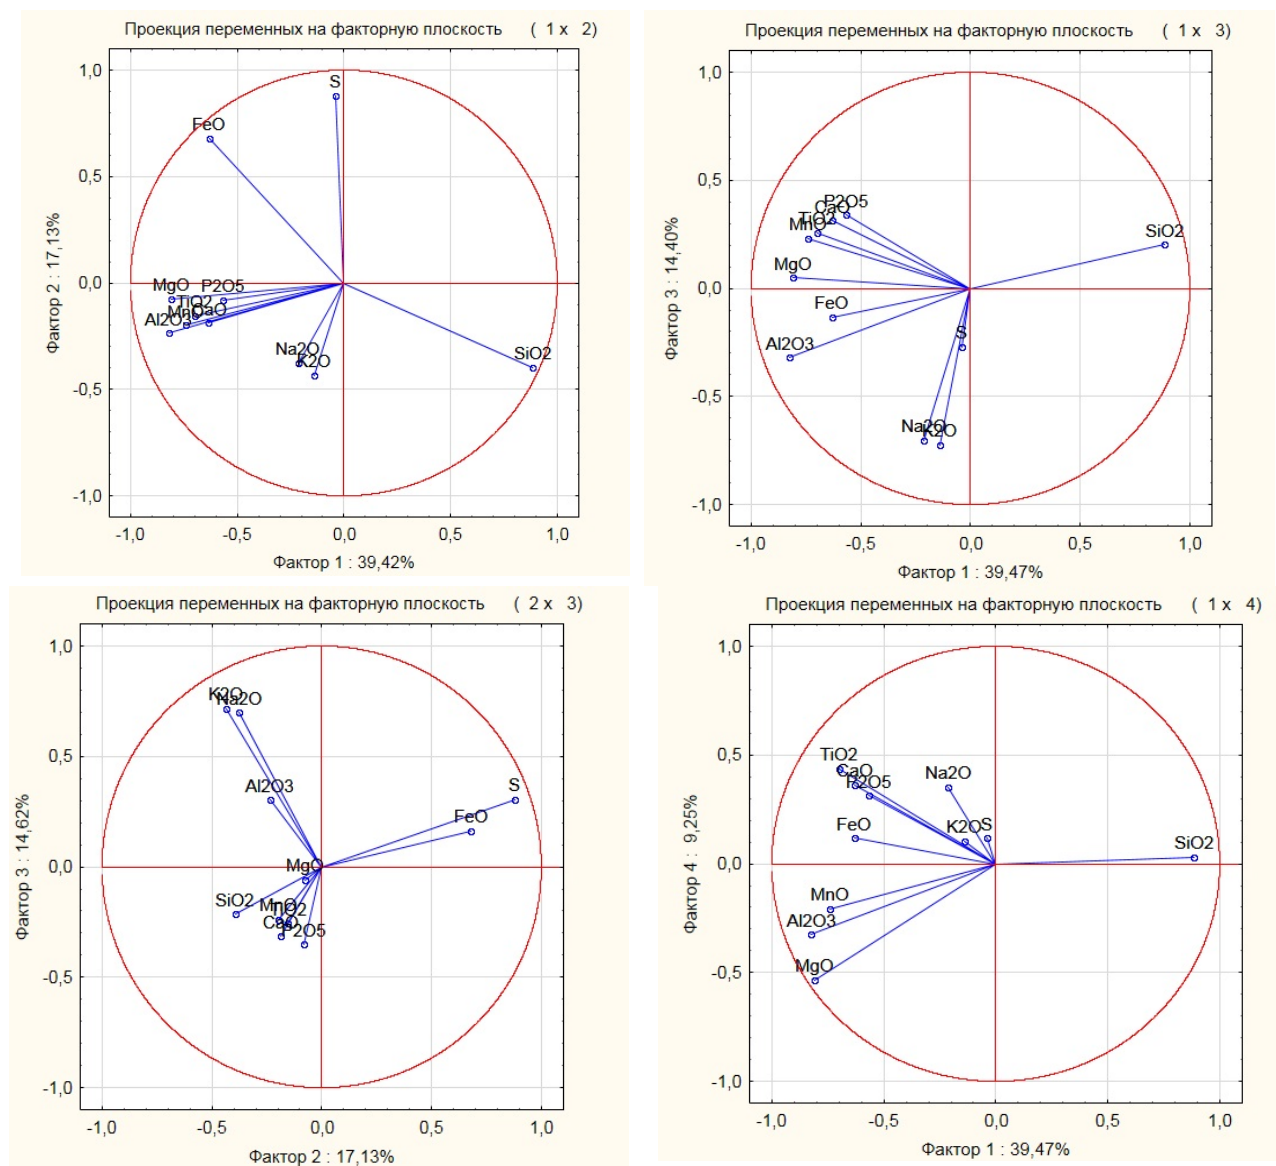 Проекция переменных на факторную плоскость ( 1 x 2)
1,0
S
FeO
0,5
0,0
MgO
P2O5
TiO2
MnO
CaO
Al2O3
Na2O
K2O
SiO2
-0,5
-1,0
-1,0 -0,5 0,0 0,5 1,0
Фактор 2 : 17,13%
Фактор 1 : 39,42%
Проекция переменных на факторную плоскость ( 1 x 3)
1,0
0,5
P2O5
CaO
TiO2
MnO
SiO2
MgO
0,0
FeO
S
Al2O3
-0,5
Na2O
K2O
-1,0
-1,0 -0,5 0,0 0,5 1,0
Фактор 3 : 14,40%
Фактор 1 : 39,47%
Проекция переменных на факторную плоскость ( 2 x 3)
1,0
K2O
Na2O
0,5
Al2O3
S
FeO
0,0
MgO
SiO2
MnO
TiO2
CaO
P2O5
-0,5
-1,0
-1,0 -0,5 0,0 0,5 1,0
Фактор 3 : 14,62%
Фактор 2 : 17,13%
Проекция переменных на факторную плоскость ( 1 x 4)
1,0
0,5
TiO2
CaO
P2O5
Na2O
FeO
K2O
S
SiO2
0,0
MnO
Al2O3
MgO
-0,5
-1,0
-1,0 -0,5 0,0 0,5 1,0
Фактор 4 : 9,25%
Фактор 1 : 39,47%